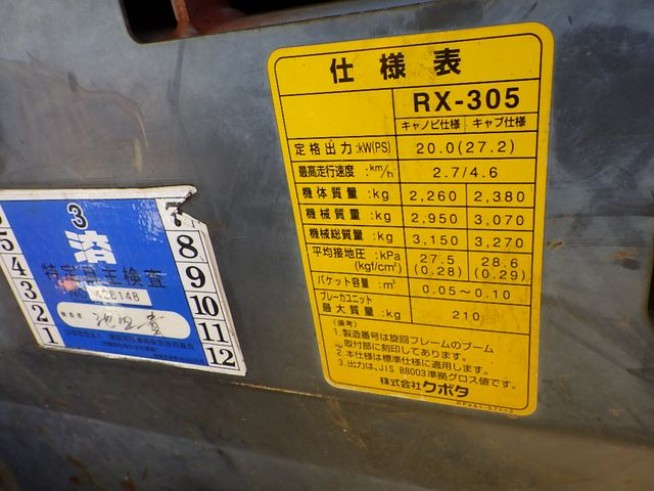 仕様表
RX-305
キャノピ仕様 キャブ仕様
定格出力:kW(PS) 20.0(27.2)
最高走行速度:km/h 2.7/4.6
機体質量:kg 2,260 2,380
機械質量:kg 2,950 3,070
機械総質量:kg 3,150 3,270
平均接地圧:kPa 27.5 28.6
(kgf/cm²) (0.28) (0.29)
バケット容量:m³ 0.05~0.10
ブレーカユニット
最大質量:kg 210
(備考)
1.製造番号は旋回フレームのブーム
取付部に刻印してあります。
2.本仕様は標準仕様に適用します。
3.出力は、JIS B8003準拠グロス値です。
株式会社クボタ
3
済
特定自主検査
5
4
3
2
1
7
8
9
10
11
12